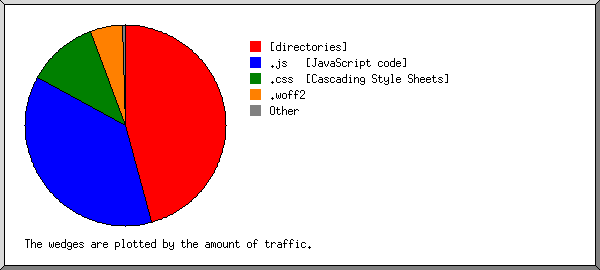 [directories]
.js [JavaScript code]
.css [Cascading Style Sheets]
.woff2
Other
The wedges are plotted by the amount of traffic.